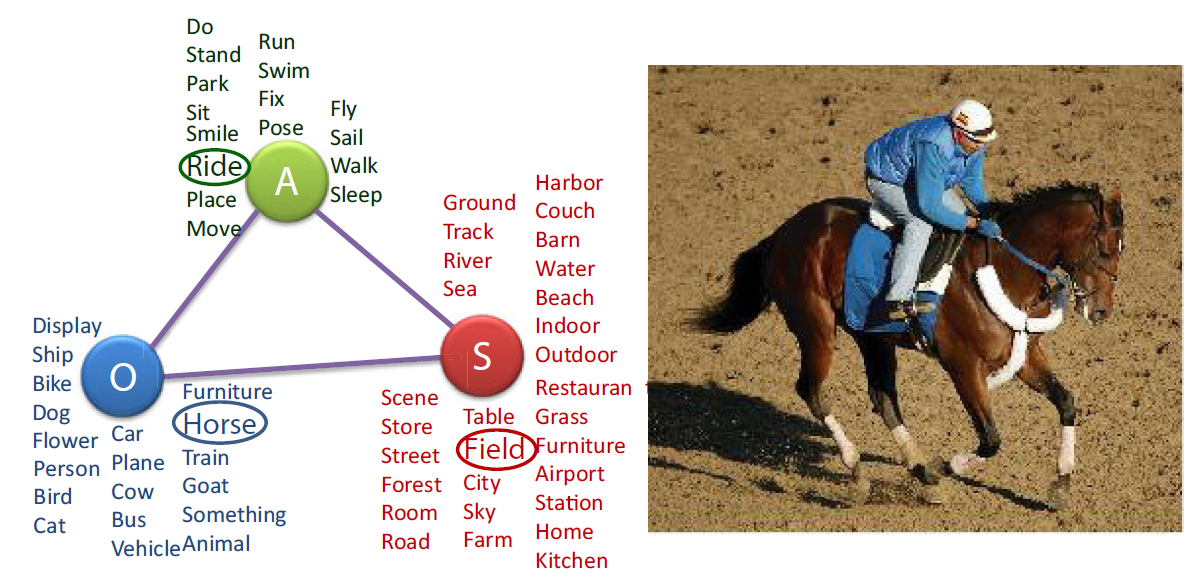 Do
Stand
Park
Sit
Smile
Ride
Place
Move
Run
Swim
Fix
Pose
Fly
Sail
Walk
Sleep
A
Display
Ship
Bike
Dog
Flower
Person
Bird
Cat
O
Car
Plane
Cow
Bus
Vehicle
Furniture
Horse
Train
Goat
Something
Animal
Ground
Track
River
Sea
S
Scene
Store
Street
Forest
Room
Road
Table
Field
City
Sky
Farm
Harbor
Couch
Barn
Water
Beach
Indoor
Outdoor
Restauran
Grass
Furniture
Airport
Station
Home
Kitchen